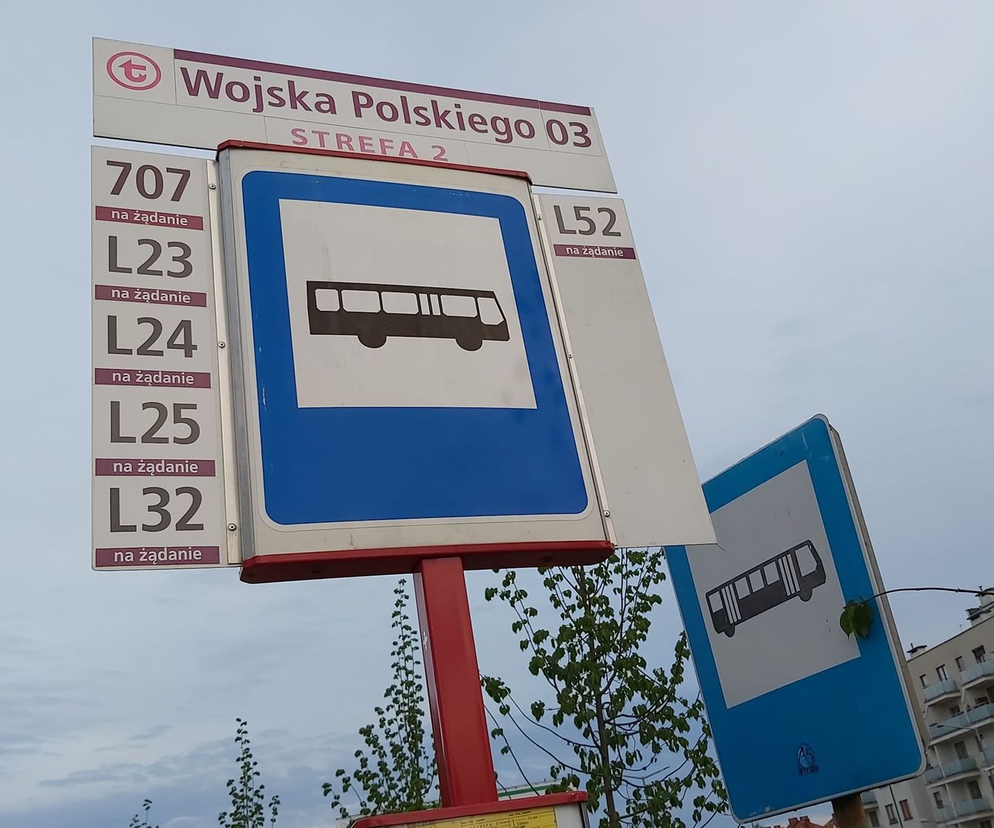 Wojska Polskiego 03
STREFA 2
707
na żądanie
L23
na żądanie
L24
na żądanie
L25
na żądanie
L32
na żądanie
L52
na żądanie